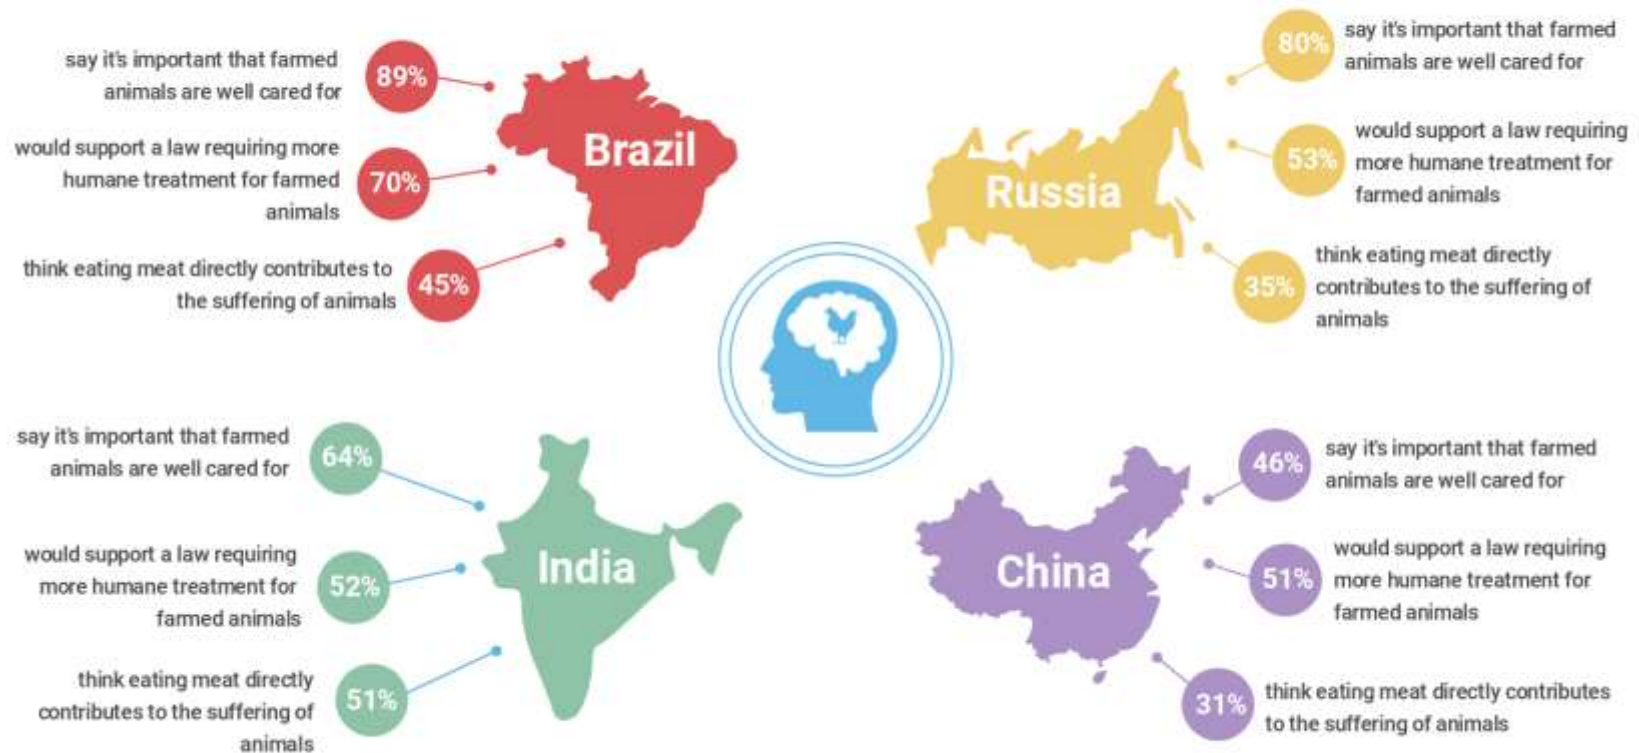 say it's important that farmed
animals are well cared for
89%
would support a law requiring more
humane treatment for farmed
animals
70%
think eating meat directly contributes to
the suffering of animals
45%
Brazil
80%
say it's important that farmed
animals are well cared for
53%
would support a law requiring
more humane treatment for
farmed animals
35%
think eating meat directly
contributes to the suffering of
animals
Russia
say it's important that farmed
animals are well cared for
64%
would support a law requiring
more humane treatment for
farmed animals
52%
think eating meat directly
contributes to the suffering of
animals
51%
India
46%
say it's important that farmed
animals are well cared for
51%
would support a law requiring
more humane treatment for
farmed animals
31%
think eating meat directly contributes
to the suffering of animals
China